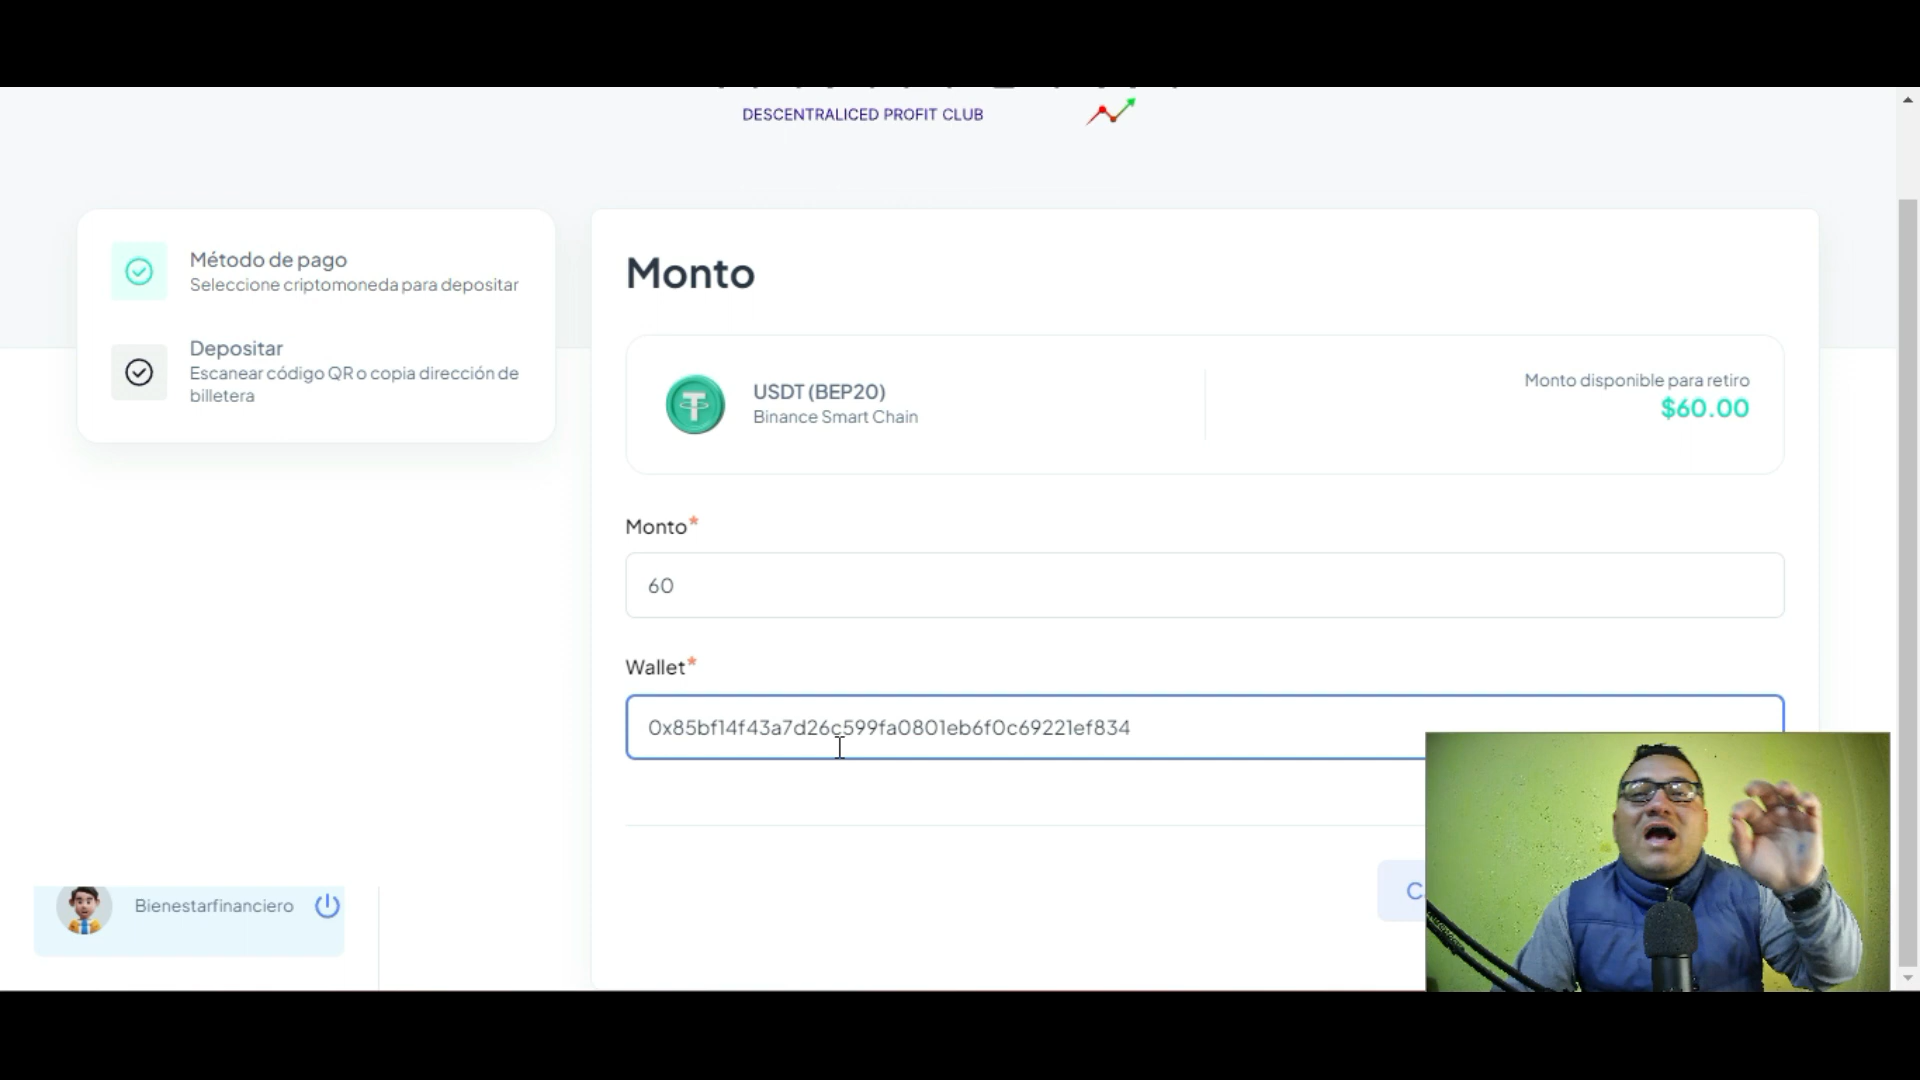 DESCENTRALICED PROFIT CLUB
Método de pago
Seleccione criptomoneda para depositar
Depositar
Escanear código QR o copia dirección de
billetera
Monto
USDT (BEP20)
Binance Smart Chain
Monto disponible para retiro
$60.00
Monto*
60
Wallet*
0x85bf14f43a7d26c599fa0801eb6f0c69221ef834
Bienestarfinanciero